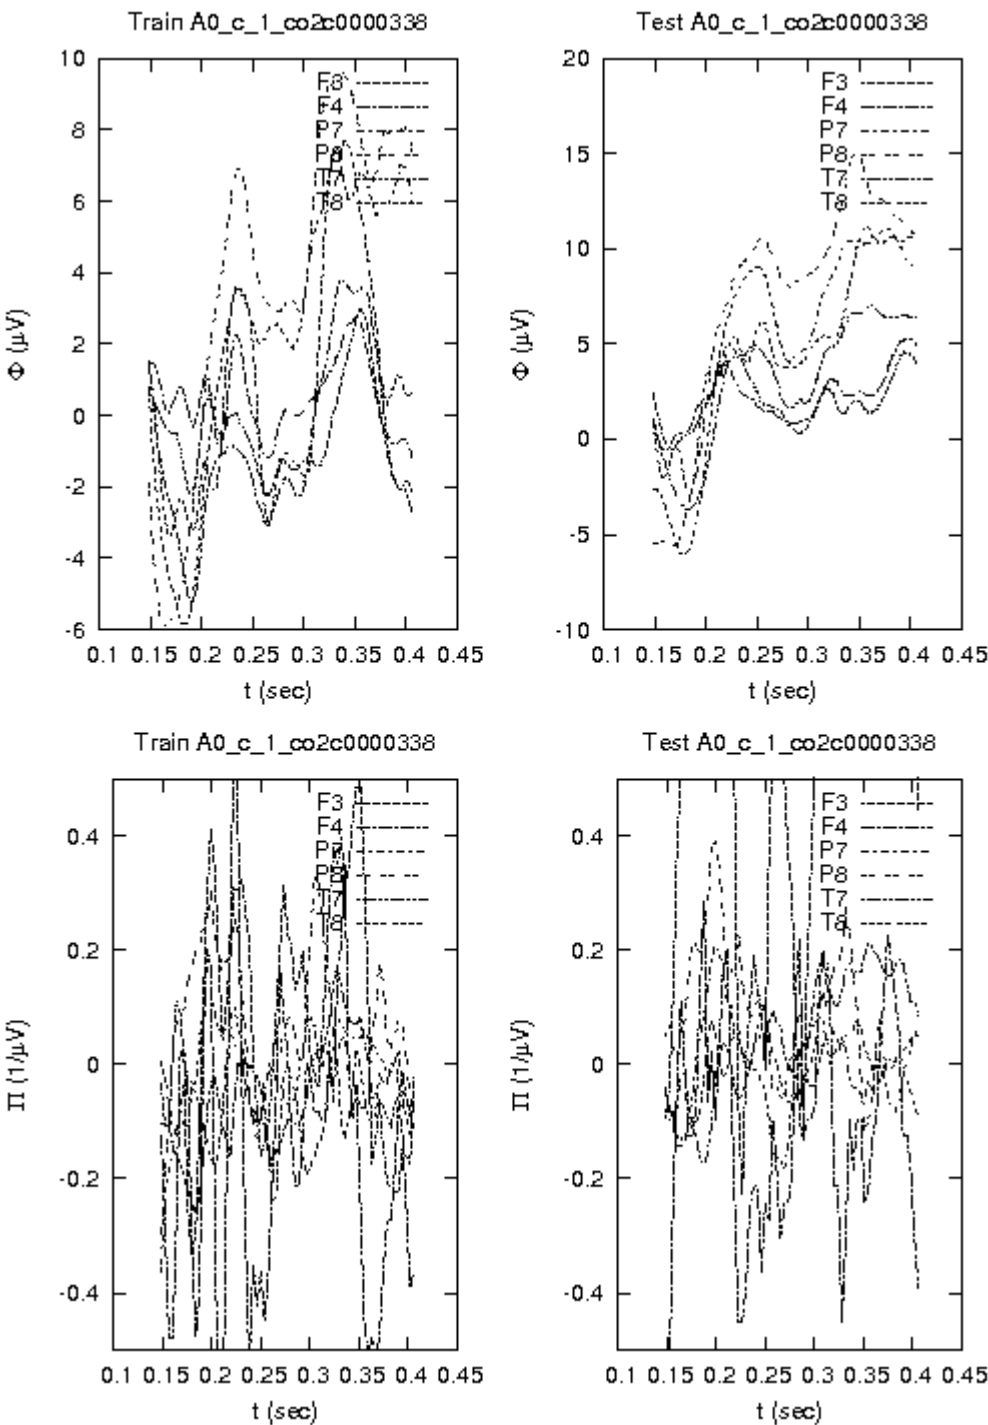 Train A0_c_1_co2c0000338
Test A0_c_1_co2c0000338
10
8
6
4
2
0
-2
-4
-6
Φ (μV)
F3
F4
P7
P8
T7
T8
0.1 0.15 0.2 0.25 0.3 0.35 0.4 0.45
t (sec)
20
15
10
5
0
-5
-10
Φ (μV)
F3
F4
P7
P8
T7
T8
0.1 0.15 0.2 0.25 0.3 0.35 0.4 0.45
t (sec)
Train A0_c_1_co2c0000338
Test A0_c_1_co2c0000338
0.4
0.2
0
-0.2
-0.4
Π (1/μV)
F3
F4
P7
P8
T7
T8
0.1 0.15 0.2 0.25 0.3 0.35 0.4 0.45
t (sec)
0.4
0.2
0
-0.2
-0.4
Π (1/μV)
F3
F4
P7
P8
T7
T8
0.1 0.15 0.2 0.25 0.3 0.35 0.4 0.45
t (sec)